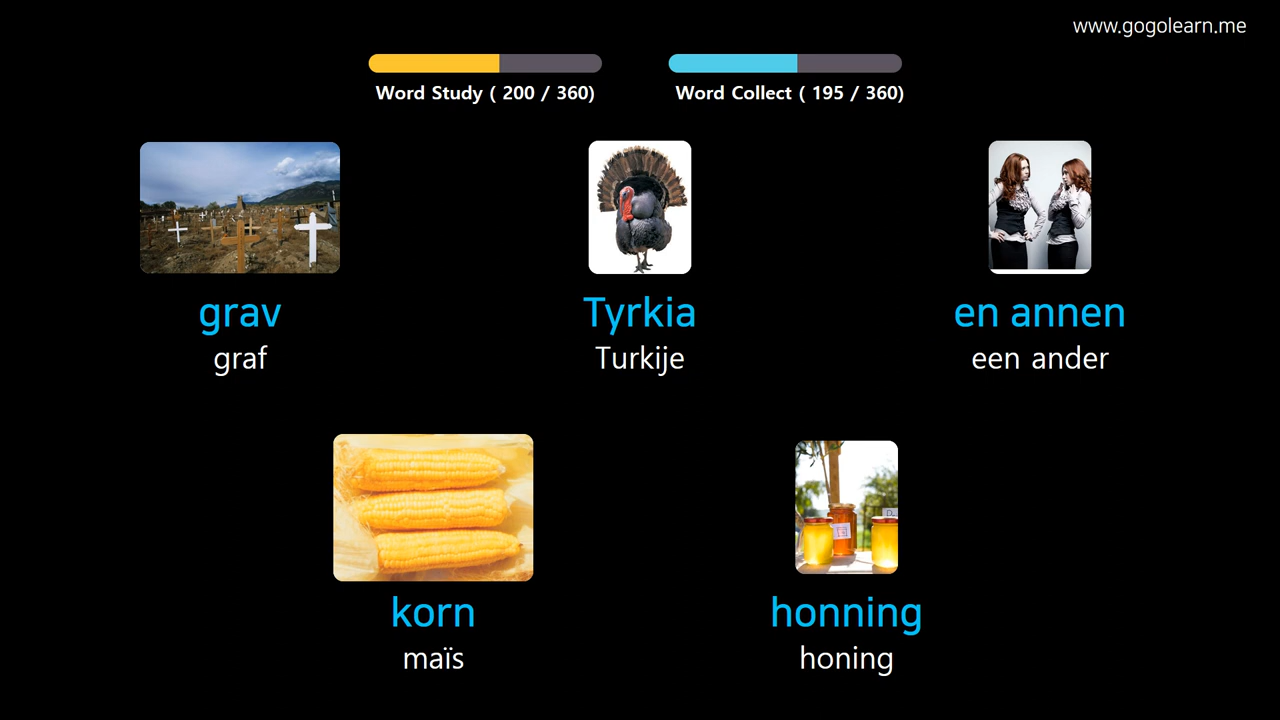 www.gogolearn.me
Word Study ( 200 / 360)
Word Collect ( 195 / 360)
grav
graf
Tyrkia
Turkije
en annen
een ander
korn
maïs
honning
honing